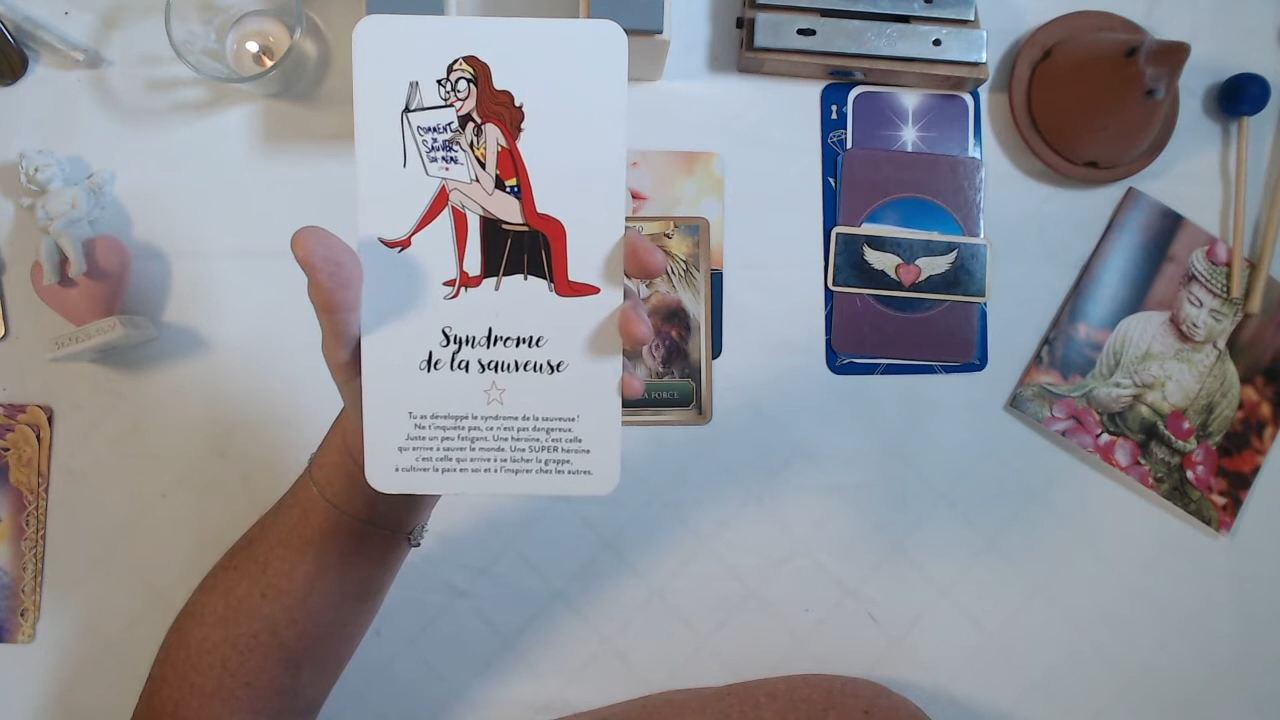 COMMENT
SAUVER
SOI-MÊME...
Syndrome
de la sauveuse
Tu as développé le syndrome de la sauveuse!
Ne t'inquiète pas, ce n'est pas dangereux.
Juste un peu fatigant. Une héroïne, c'est celle
qui arrive à sauver le monde. Une SUPER héroïne
c'est celle qui arrive à se lâcher la grappe,
à cultiver la paix en soi et à l'inspirer chez les autres.
LA FORCE